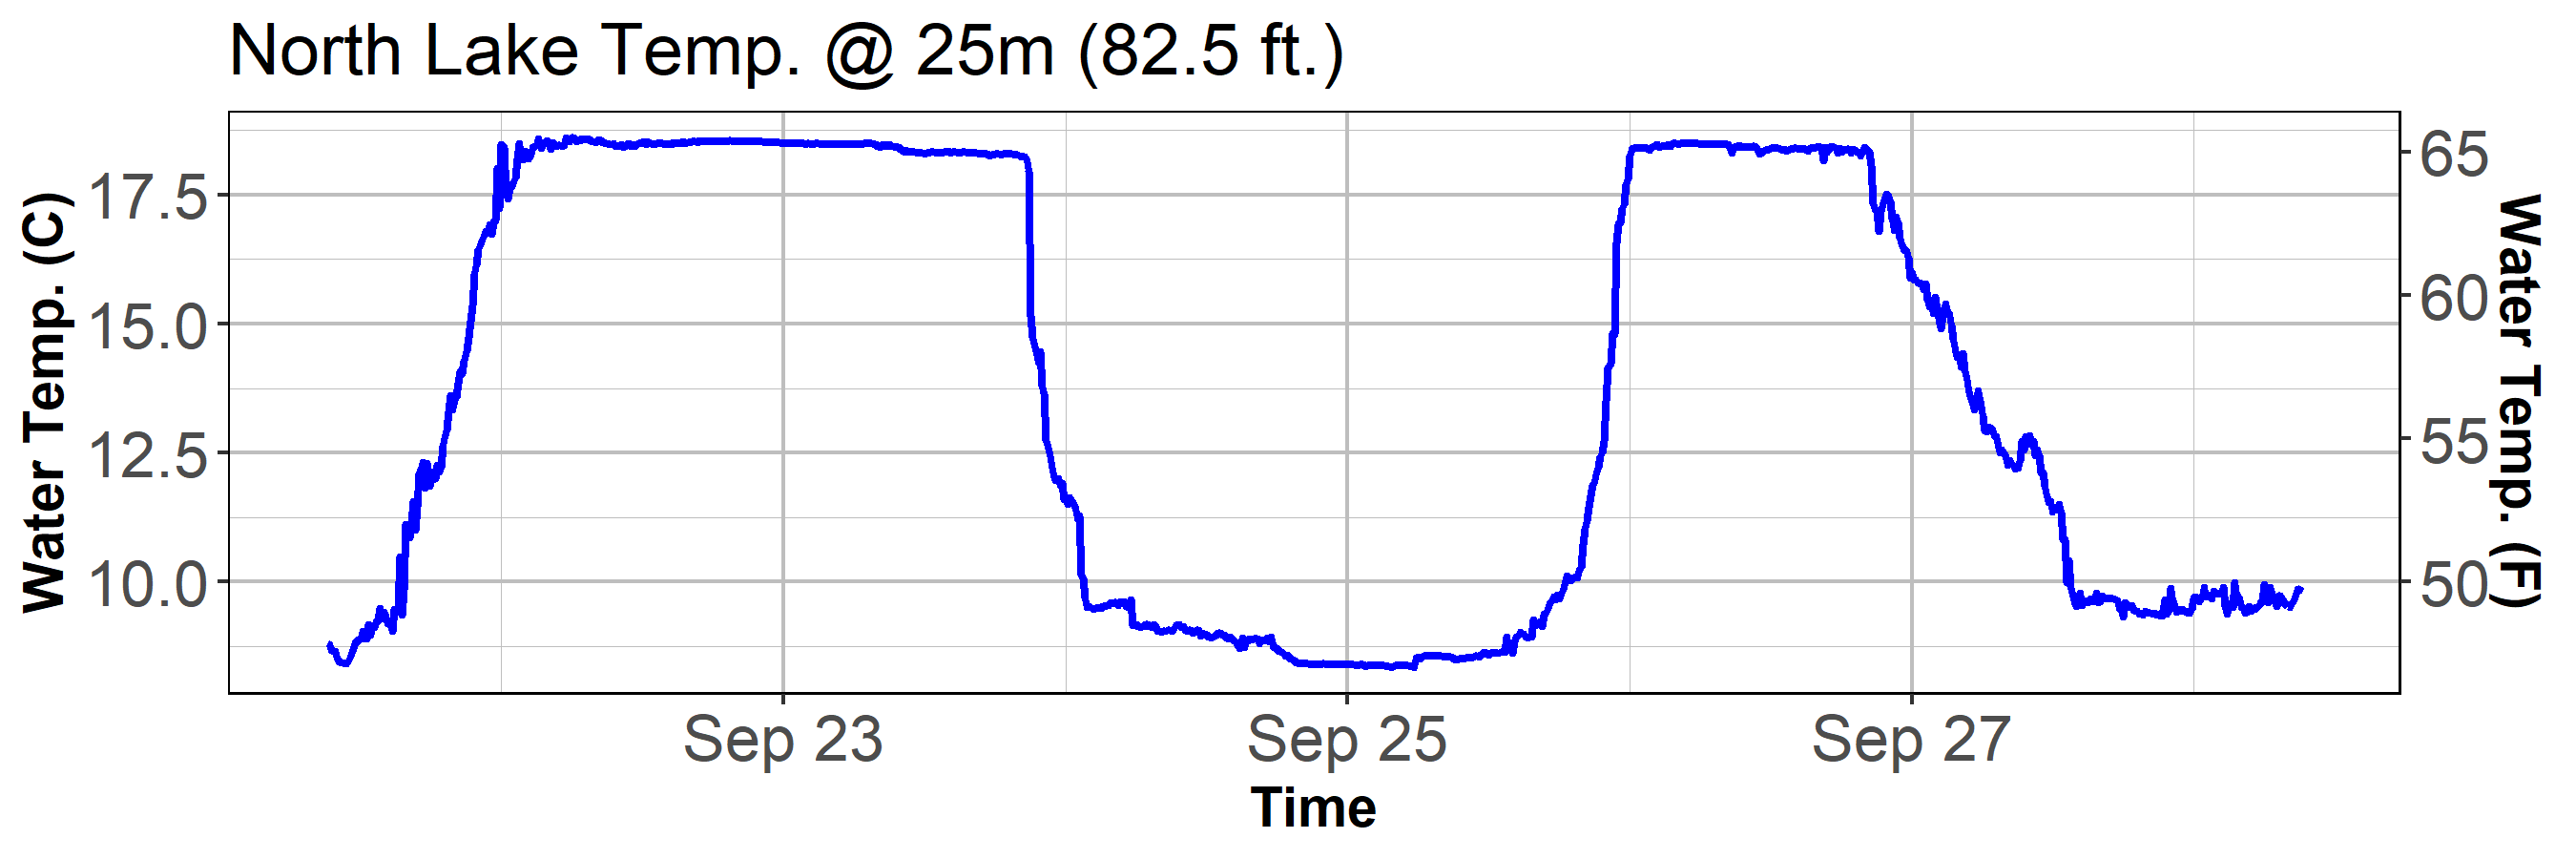 North Lake Temp. @ 25m (82.5 ft.)
Water Temp. (C)
17.5
15.0
12.5
10.0
65
60
55
50
Water Temp. (F)
Sep 23
Sep 25
Sep 27
Time